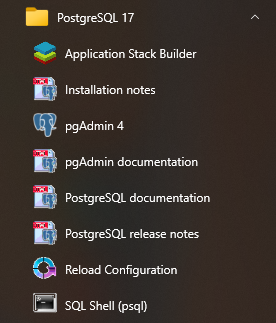 PostgreSQL 17
Application Stack Builder
Installation notes
pgAdmin 4
pgAdmin documentation
PostgreSQL documentation
PostgreSQL release notes
Reload Configuration
SQL Shell (psql)